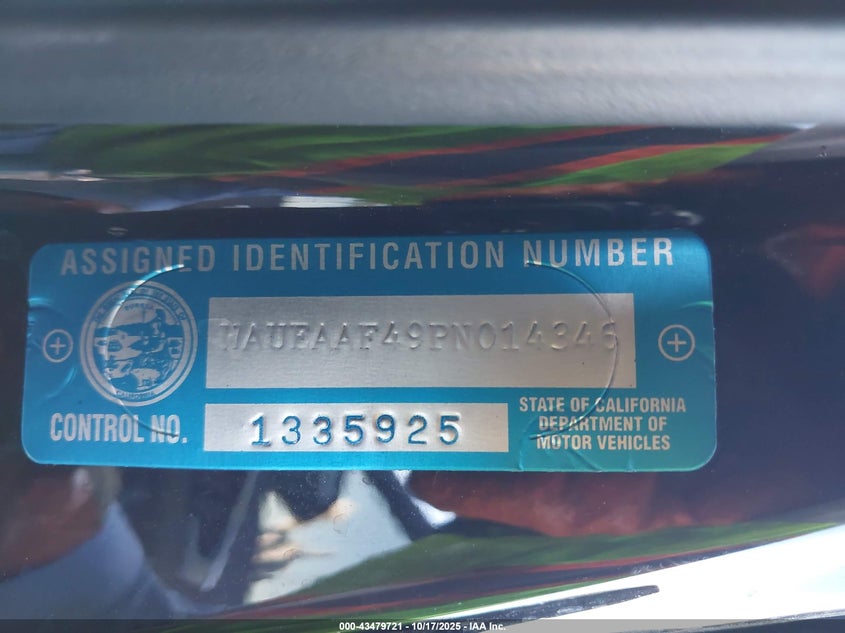 ASSIGNED IDENTIFICATION NUMBER
WAUEAAF49PN014346
CONTROL NO.
1335925
STATE OF CALIFORNIA
DEPARTMENT OF
MOTOR VEHICLES
CALIFORNIA
000-43479721 - 10/17/2025 - IAA Inc.